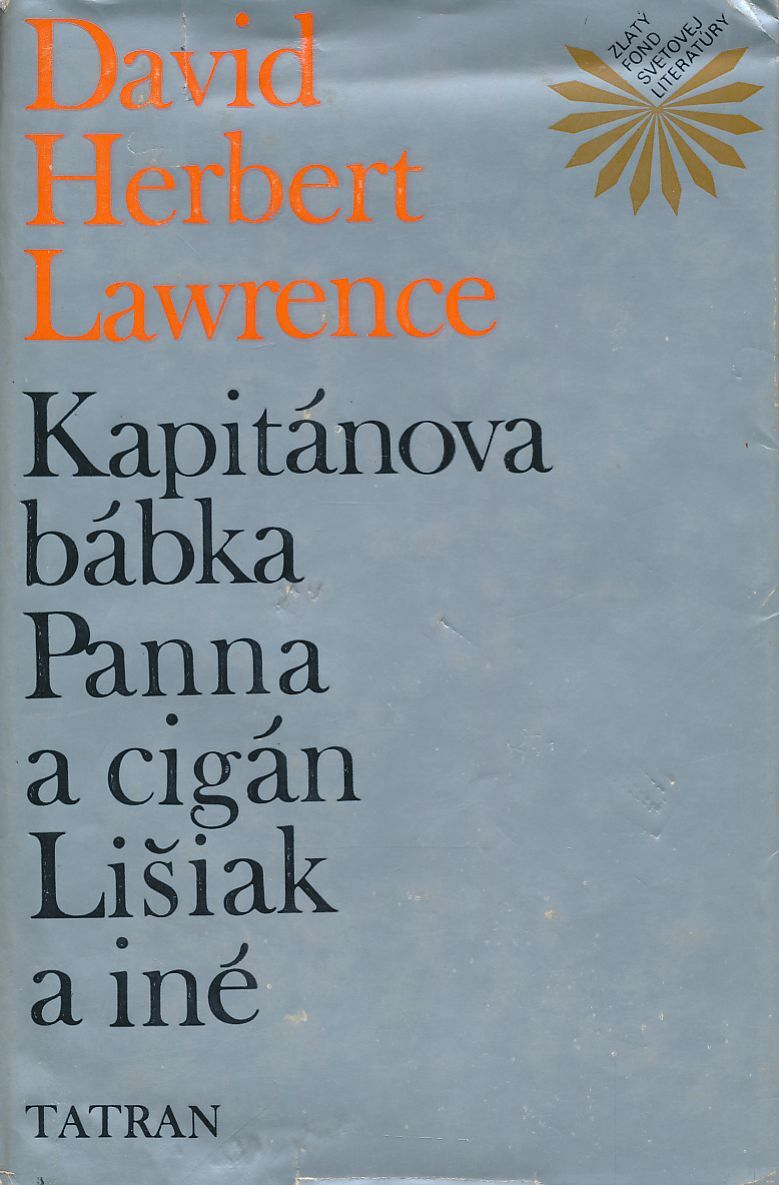 David
Herbert
Lawrence
ZLATÝ
FOND
SVETOVEJ
LITERATÚRY
Kapitánova
bábka
Panna
a cigán
Lišiak
a iné
TATRAN